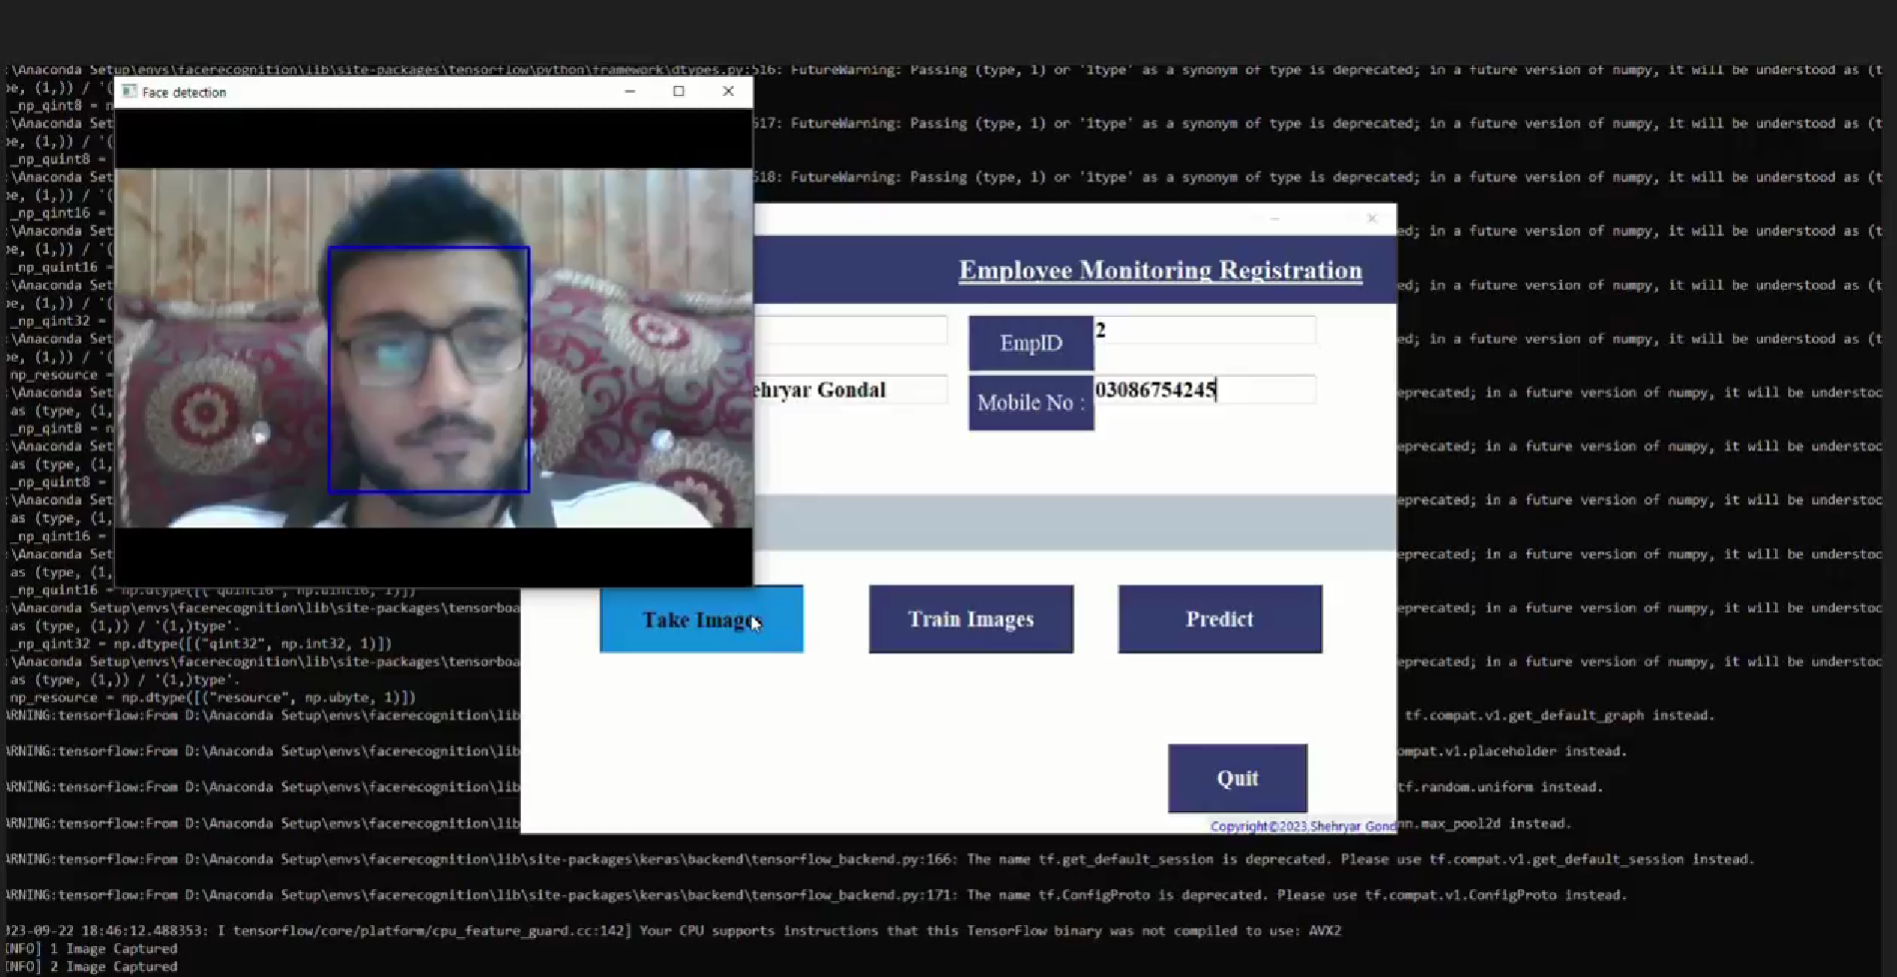 :\Anaconda Setup\envs\facerecognition\lib\site-packages\tensorflow\python\framework\dtypes.py:516: FutureWarning: Passing (type, 1) or '1type' as a synonym of type is deprecated; in a future version of numpy, it will be understood as (t
Face detection
_np_qint8 = n
:\Anaconda Set
517: FutureWarning: Passing (type, 1) or '1type' as a synonym of type is deprecated; in a future version of numpy, it will be understood as (t
_np_quint8 =
:\Anaconda Set
518: FutureWarning: Passing (type, 1) or '1type' as a synonym of type is deprecated; in a future version of numpy, it will be understood as (t
_np_qint16 =
:\Anaconda Set
ed; in a future version of numpy, it will be understood as (t
_np_quint16 =
:\Anaconda Set
ed; in a future version of numpy, it will be understood as (t
_np_qint32 =
:\Anaconda Set
ed; in a future version of numpy, it will be understood as (t
np_resource =
:\Anaconda Set
eprecated; in a future version of numpy, it will be understoo
as (type, (1,
_np_qint8 =
:\Anaconda Set
eprecated; in a future version of numpy, it will be understoo
as (type, (1,
_np_quint8 =
:\Anaconda Set
eprecated; in a future version of numpy, it will be understoo
as (type, (1,
_np_qint16 =
:\Anaconda Set
eprecated; in a future version of numpy, it will be understoo
as (type, (1,
_np_quint16 = np.dtype([("quint16", np.uint16, 1)])
:\Anaconda Setup\envs\facerecognition\lib\site-packages\tensorboa
eprecated; in a future version of numpy, it will be understoo
as (type, (1,)) / '(1,)type'.
_np_qint32 = np.dtype([("qint32", np.int32, 1)])
:\Anaconda Setup\envs\facerecognition\lib\site-packages\tensorboa
eprecated; in a future version of numpy, it will be understoo
as (type, (1,)) / '(1,)type'.
np_resource = np.dtype([("resource", np.ubyte, 1)])
ARNING:tensorflow:From D:\Anaconda Setup\envs\facerecognition\lib
tf.compat.v1.get_default_graph instead.
ARNING:tensorflow:From D:\Anaconda Setup\envs\facerecognition\lib
ompat.v1.placeholder instead.
ARNING:tensorflow:From D:\Anaconda Setup\envs\facerecognition\lib
tf.random.uniform instead.
ARNING:tensorflow:From D:\Anaconda Setup\envs\facerecognition\lib
nn.max_pool2d instead.
ARNING:tensorflow:From D:\Anaconda Setup\envs\facerecognition\lib\site-packages\keras\backend\tensorflow_backend.py:166: The name tf.get_default_session is deprecated. Please use tf.compat.v1.get_default_session instead.
ARNING:tensorflow:From D:\Anaconda Setup\envs\facerecognition\lib\site-packages\keras\backend\tensorflow_backend.py:171: The name tf.ConfigProto is deprecated. Please use tf.compat.v1.ConfigProto instead.
023-09-22 18:46:12.488353: I tensorflow/core/platform/cpu_feature_guard.cc:142] Your CPU supports instructions that this TensorFlow binary was not compiled to use: AVX2
INFO] 1 Image Captured
INFO] 2 Image Captured
Employee Monitoring Registration
EmpID 2
ehryar Gondal
Mobile No : 03086754245
Take Images
Train Images
Predict
Quit
Copyright©2023,Shehryar Gond